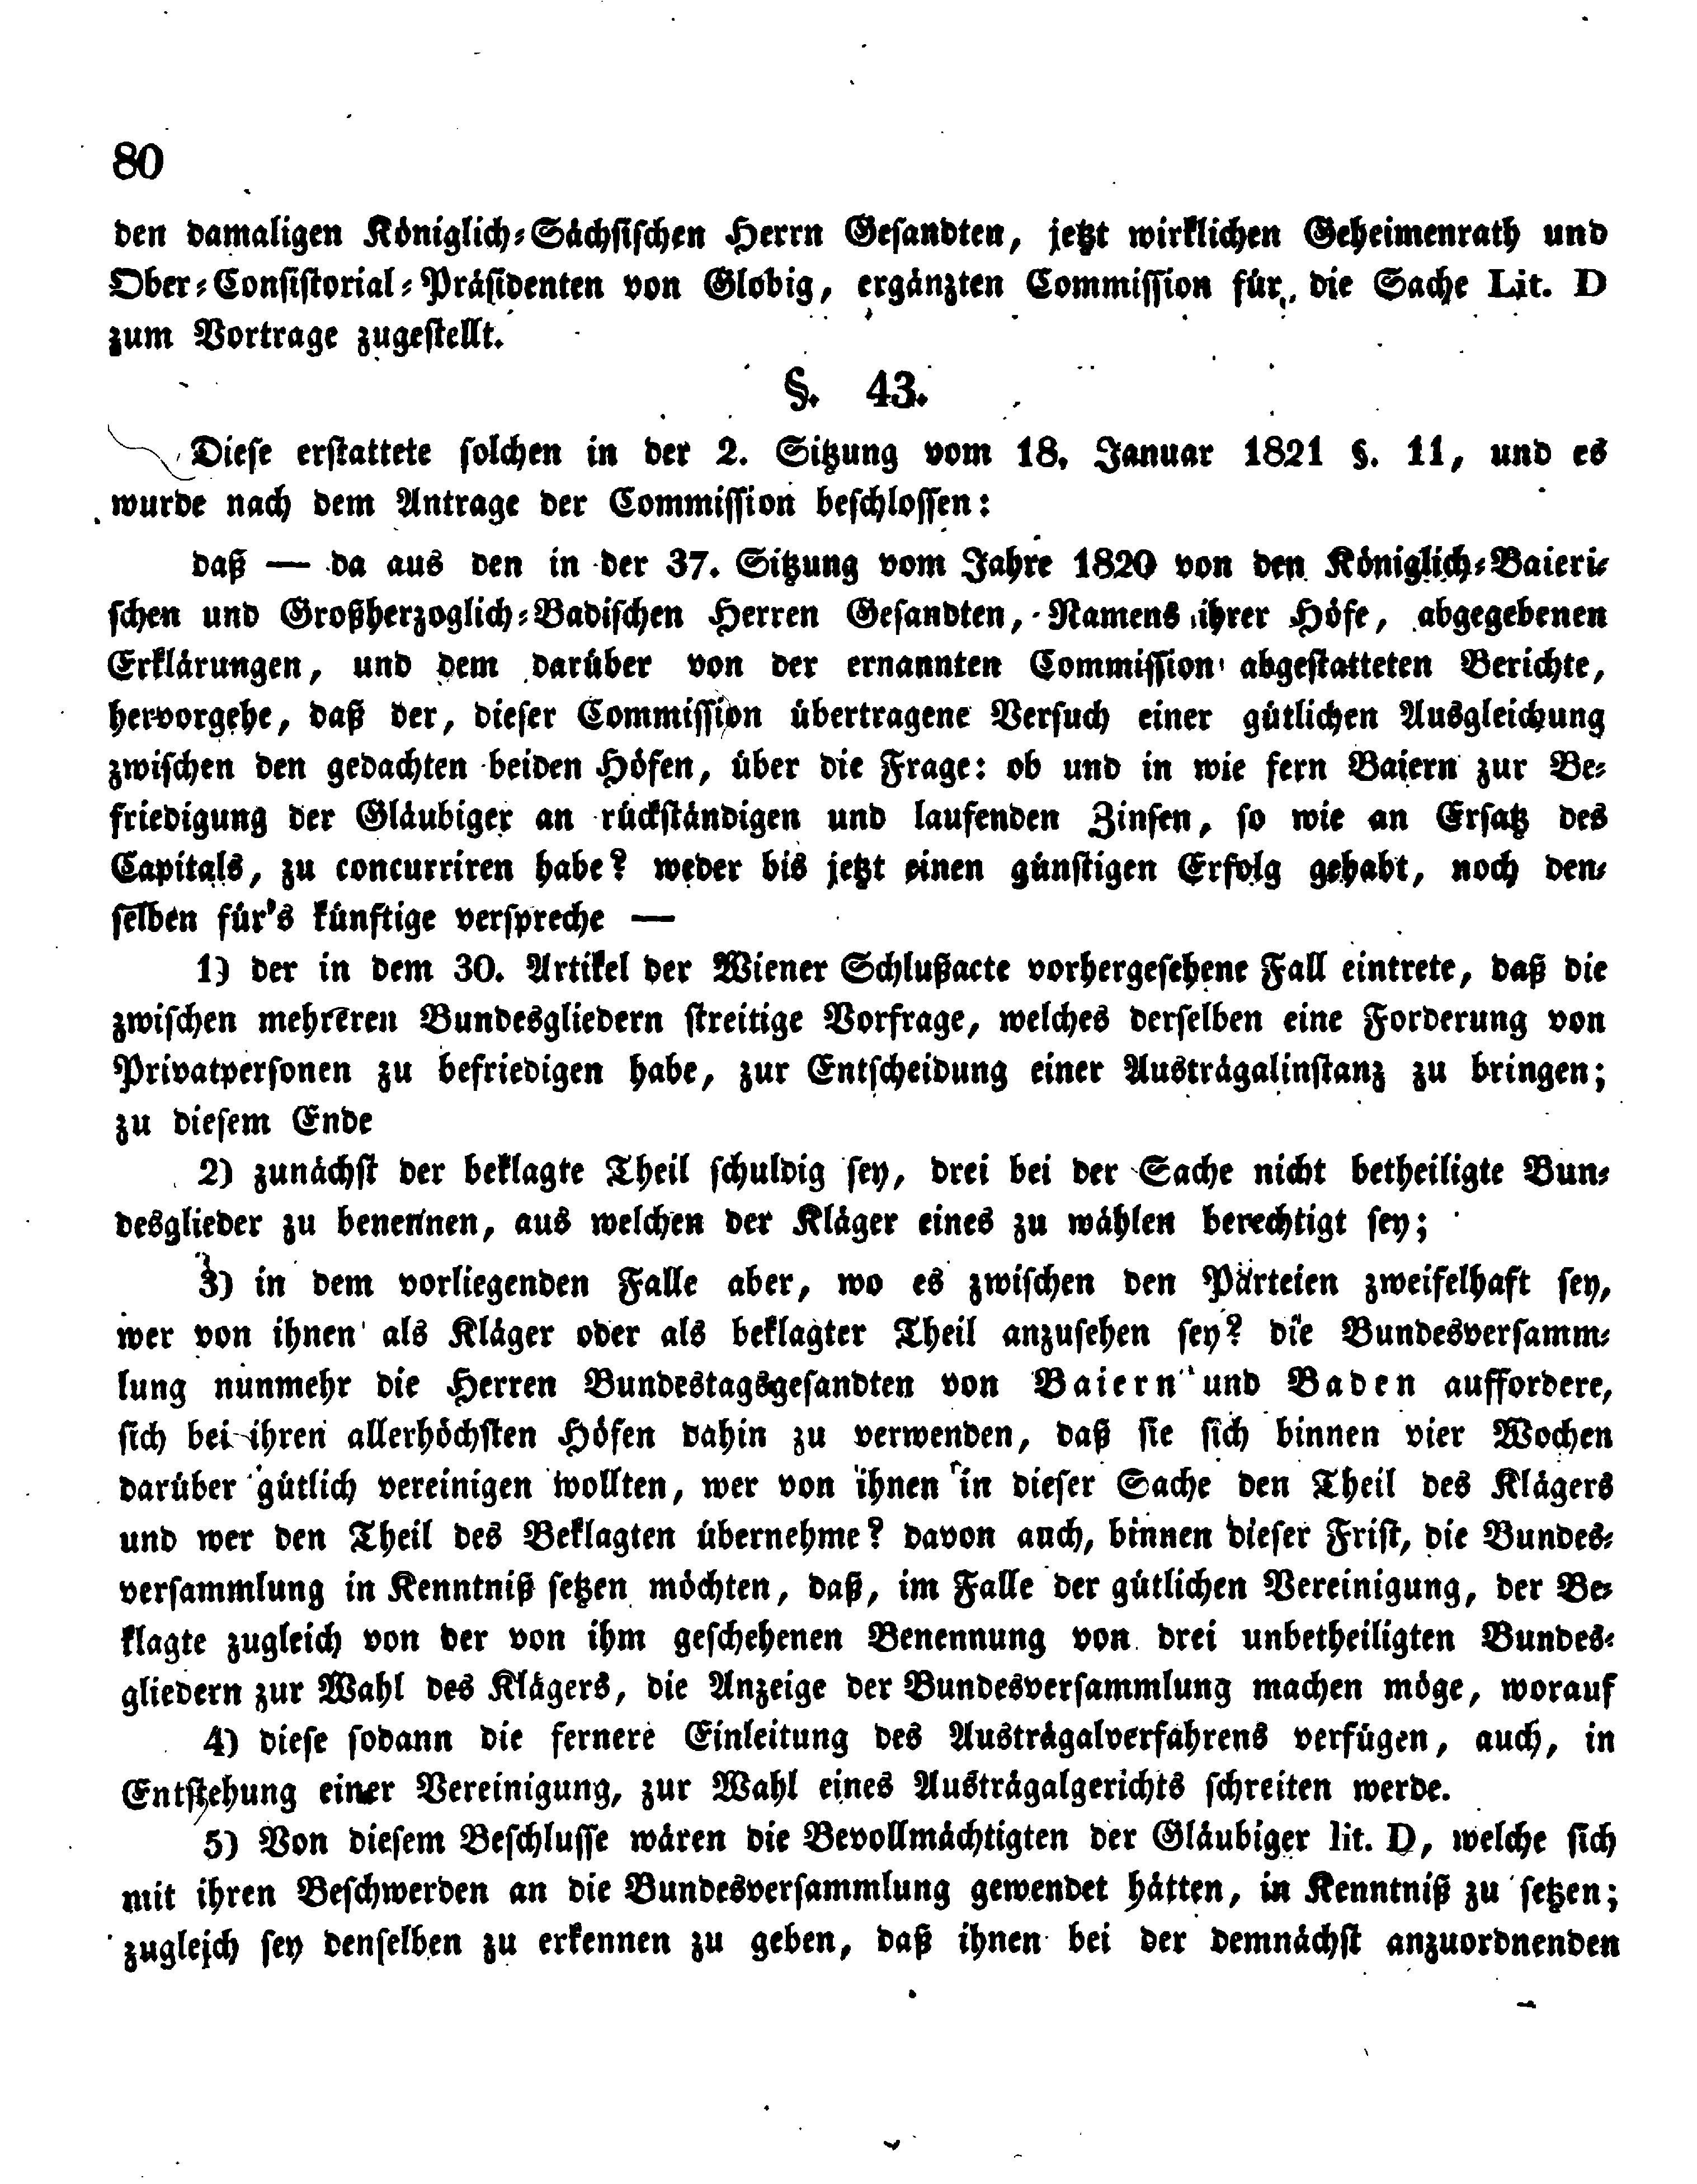 80
den damaligen Königlich-Sächsischen Herrn Gesandten, jetzt wirklichen Geheimenrath und
Ober-Consistorial-Präsidenten von Globig, ergänzten Commission für die Sache Lit. D
zum Vortrage zugestellt.
§. 43.
Diese erstattete solchen in der 2. Sitzung vom 18. Januar 1821 §. 11, und es
wurde nach dem Antrage der Commission beschlossen:
daß — da aus den in der 37. Sitzung vom Jahre 1820 von den Königlich-Baieri-
schen und Großherzoglich-Badischen Herren Gesandten, Namens ihrer Höfe, abgegebenen
Erklärungen, und dem darüber von der ernannten Commission abgestatteten Berichte,
hervorgehe, daß der, dieser Commission übertragene Versuch einer gütlichen Ausgleichung
zwischen den gedachten beiden Höfen, über die Frage: ob und in wie fern Baiern zur Be-
friedigung der Gläubiger an rückständigen und laufenden Zinsen, so wie an Ersatz des
Capitals, zu concurriren habe? weder bis jetzt einen günstigen Erfolg gehabt, noch den-
selben für's künftige verspreche —
1) der in dem 30. Artikel der Wiener Schlußacte vorhergesehene Fall eintrete, daß die
zwischen mehreren Bundesgliedern streitige Vorfrage, welches derselben eine Forderung von
Privatpersonen zu befriedigen habe, zur Entscheidung einer Austrägalinstanz zu bringen;
zu diesem Ende
2) zunächst der beklagte Theil schuldig sey, drei bei der Sache nicht betheiligte Bun-
desglieder zu benennen, aus welchen der Kläger eines zu wählen berechtigt sey;
3) in dem vorliegenden Falle aber, wo es zwischen den Parteien zweifelhaft sey,
wer von ihnen als Kläger oder als beklagter Theil anzusehen sey? die Bundesversamm-
lung nunmehr die Herren Bundestagsgesandten von Baiern und Baden auffordere,
sich bei ihren allerhöchsten Höfen dahin zu verwenden, daß sie sich binnen vier Wochen
darüber gütlich vereinigen wollten, wer von ihnen in dieser Sache den Theil des Klägers
und wer den Theil des Beklagten übernehme? davon auch, binnen dieser Frist, die Bundes-
versammlung in Kenntniß setzen möchten, daß, im Falle der gütlichen Vereinigung, der Be-
klagte zugleich von der von ihm geschehenen Benennung von drei unbetheiligten Bundes-
gliedern zur Wahl des Klägers, die Anzeige der Bundesversammlung machen möge, worauf
4) diese sodann die fernere Einleitung des Austrägalverfahrens verfügen, auch, in
Entstehung einer Vereinigung, zur Wahl eines Austrägalgerichts schreiten werde.
5) Von diesem Beschlusse wären die Bevollmächtigten der Gläubiger lit. D, welche sich
mit ihren Beschwerden an die Bundesversammlung gewendet hätten, in Kenntniß zu setzen;
zugleich sey denselben zu erkennen zu geben, daß ihnen bei der demnächst anzuordnenden